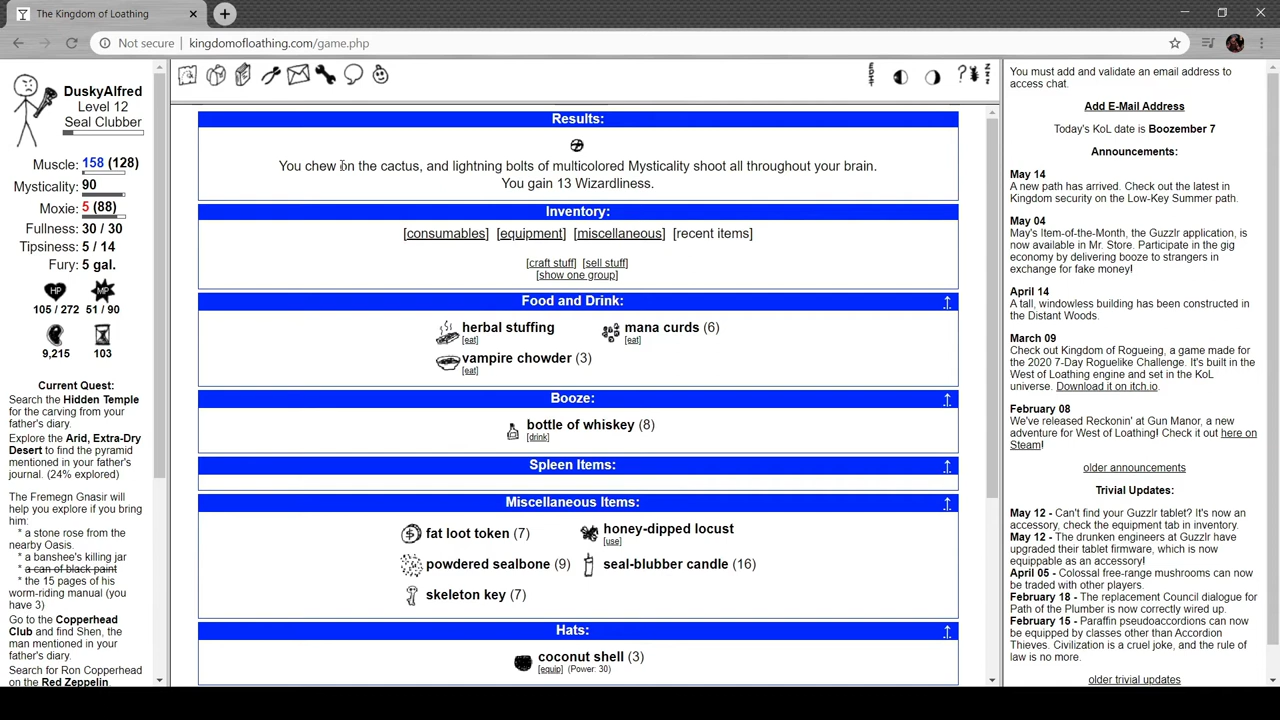 The Kingdom of Loathing
Not secure | kingdomofloathing.com/game.php
DuskyAlfred
Level 12
Seal Clubber
Muscle: 158 (128)
Mysticality: 90
Moxie: 5 (88)
Fullness: 30 / 30
Tipsiness: 5 / 14
Fury: 5 gal.
HP MP
105 / 272 51 / 90
9,215 103
Current Quest:
Search the Hidden Temple
for the carving from your
father's diary.
Explore the Arid, Extra-Dry
Desert to find the pyramid
mentioned in your father's
journal. (24% explored)
The Fremegn Gnasir will
help you explore if you bring
him:
* a stone rose from the
nearby Oasis.
* a banshee's killing jar
* a can of black paint
* the 15 pages of his
worm-riding manual (you
have 3)
Go to the Copperhead
Club and find Shen, the
man mentioned in your
father's diary.
Search for Ron Copperhead
on the Red Zeppelin.
Results:
You chew on the cactus, and lightning bolts of multicolored Mysticality shoot all throughout your brain.
You gain 13 Wizardliness.
Inventory:
[consumables] [equipment] [miscellaneous] [recent items]
[craft stuff] [sell stuff]
[show one group]
Food and Drink:
herbal stuffing mana curds (6)
[eat] [eat]
vampire chowder (3)
[eat]
Booze:
bottle of whiskey (8)
[drink]
Spleen Items:
Miscellaneous Items:
fat loot token (7) honey-dipped locust
[use]
powdered sealbone (9) seal-blubber candle (16)
skeleton key (7)
Hats:
coconut shell (3)
[equip] (Power: 30)
You must add and validate an email address to
access chat.
Add E-Mail Address
Today's KoL date is Boozember 7
Announcements:
May 14
A new path has arrived. Check out the latest in
Kingdom security on the Low-Key Summer path.
May 04
May's Item-of-the-Month, the Guzzlr application, is
now available in Mr. Store. Participate in the gig
economy by delivering booze to strangers in
exchange for fake money!
April 14
A tall, windowless building has been constructed in
the Distant Woods.
March 09
Check out Kingdom of Rogueing, a game made for
the 2020 7-Day Roguelike Challenge. It's built in the
West of Loathing engine and set in the KoL
universe. Download it on itch.io.
February 08
We've released Reckonin' at Gun Manor, a new
adventure for West of Loathing! Check it out here on
Steam!
older announcements
Trivial Updates:
May 12 - Can't find your Guzzlr tablet? It's now an
accessory, check the equipment tab in inventory.
May 12 - The drunken engineers at Guzzlr have
upgraded their tablet firmware, which is now
equippable as an accessory!
April 05 - Colossal free-range mushrooms can now
be traded with other players.
February 18 - The replacement Council dialogue for
Path of the Plumber is now correctly wired up.
February 15 - Paraffin pseudoaccordions can now
be equipped by classes other than Accordion
Thieves. Civilization is a cruel joke, and the rule of
law is no more.
older trivial updates